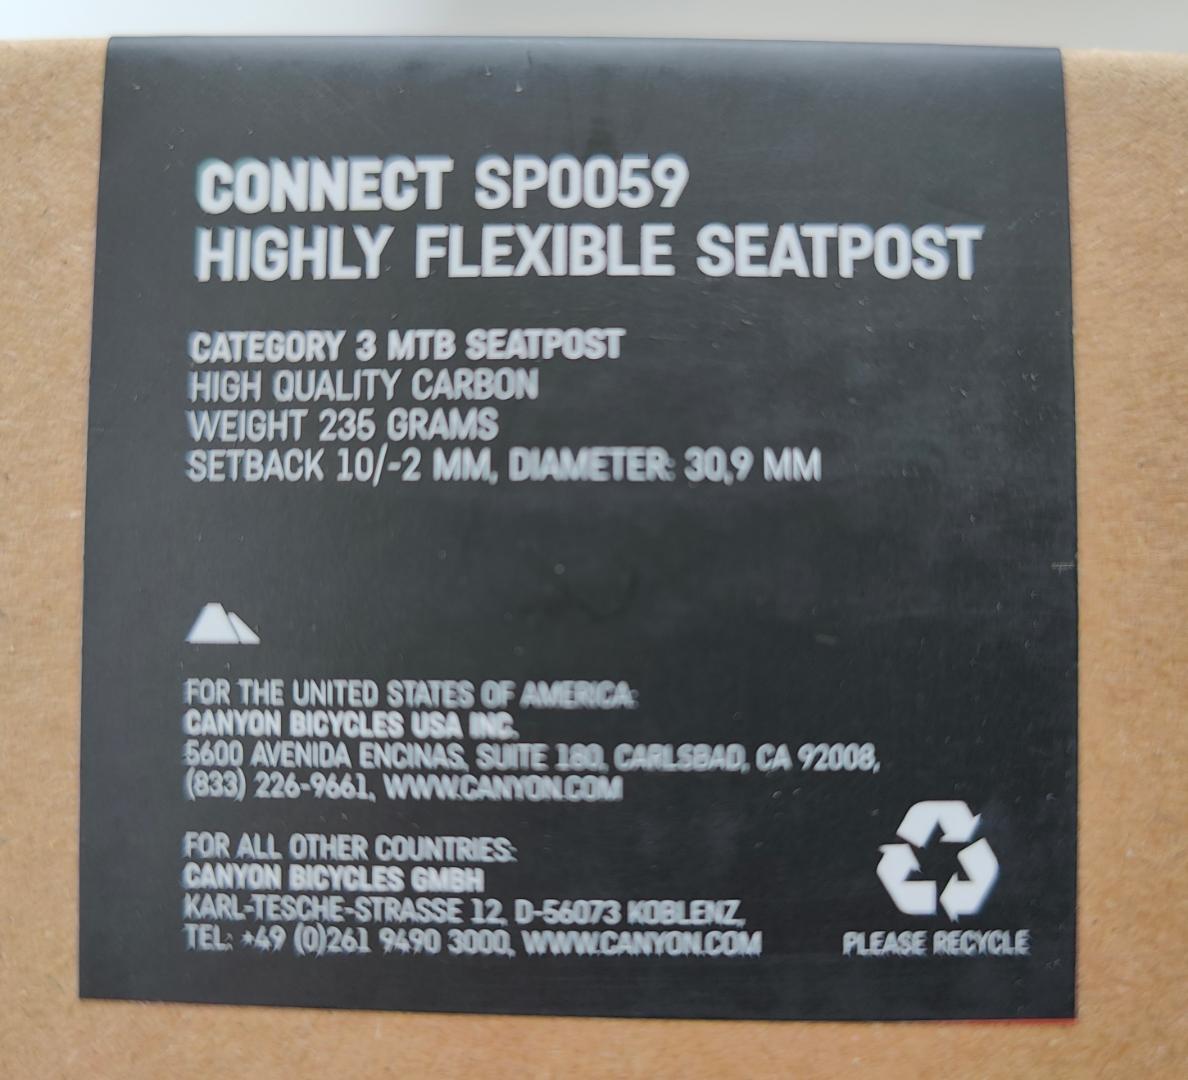 CONNECT SP0059
HIGHLY FLEXIBLE SEATPOST
CATEGORY 3 MTB SEATPOST
HIGH QUALITY CARBON
WEIGHT 235 GRAMS
SETBACK 10/-2 MM, DIAMETER: 30,9 MM
FOR THE UNITED STATES OF AMERICA:
CANYON BICYCLES USA INC.
5600 AVENIDA ENCINAS, SUITE 180, CARLSBAD, CA 92008,
(833) 226-9661, WWW.CANYON.COM
FOR ALL OTHER COUNTRIES:
CANYON BICYCLES GMBH
KARL-TESCHE-STRASSE 12, D-56073 KOBLENZ,
TEL: +49 (0)261 9490 3000, WWW.CANYON.COM
PLEASE RECYCLE